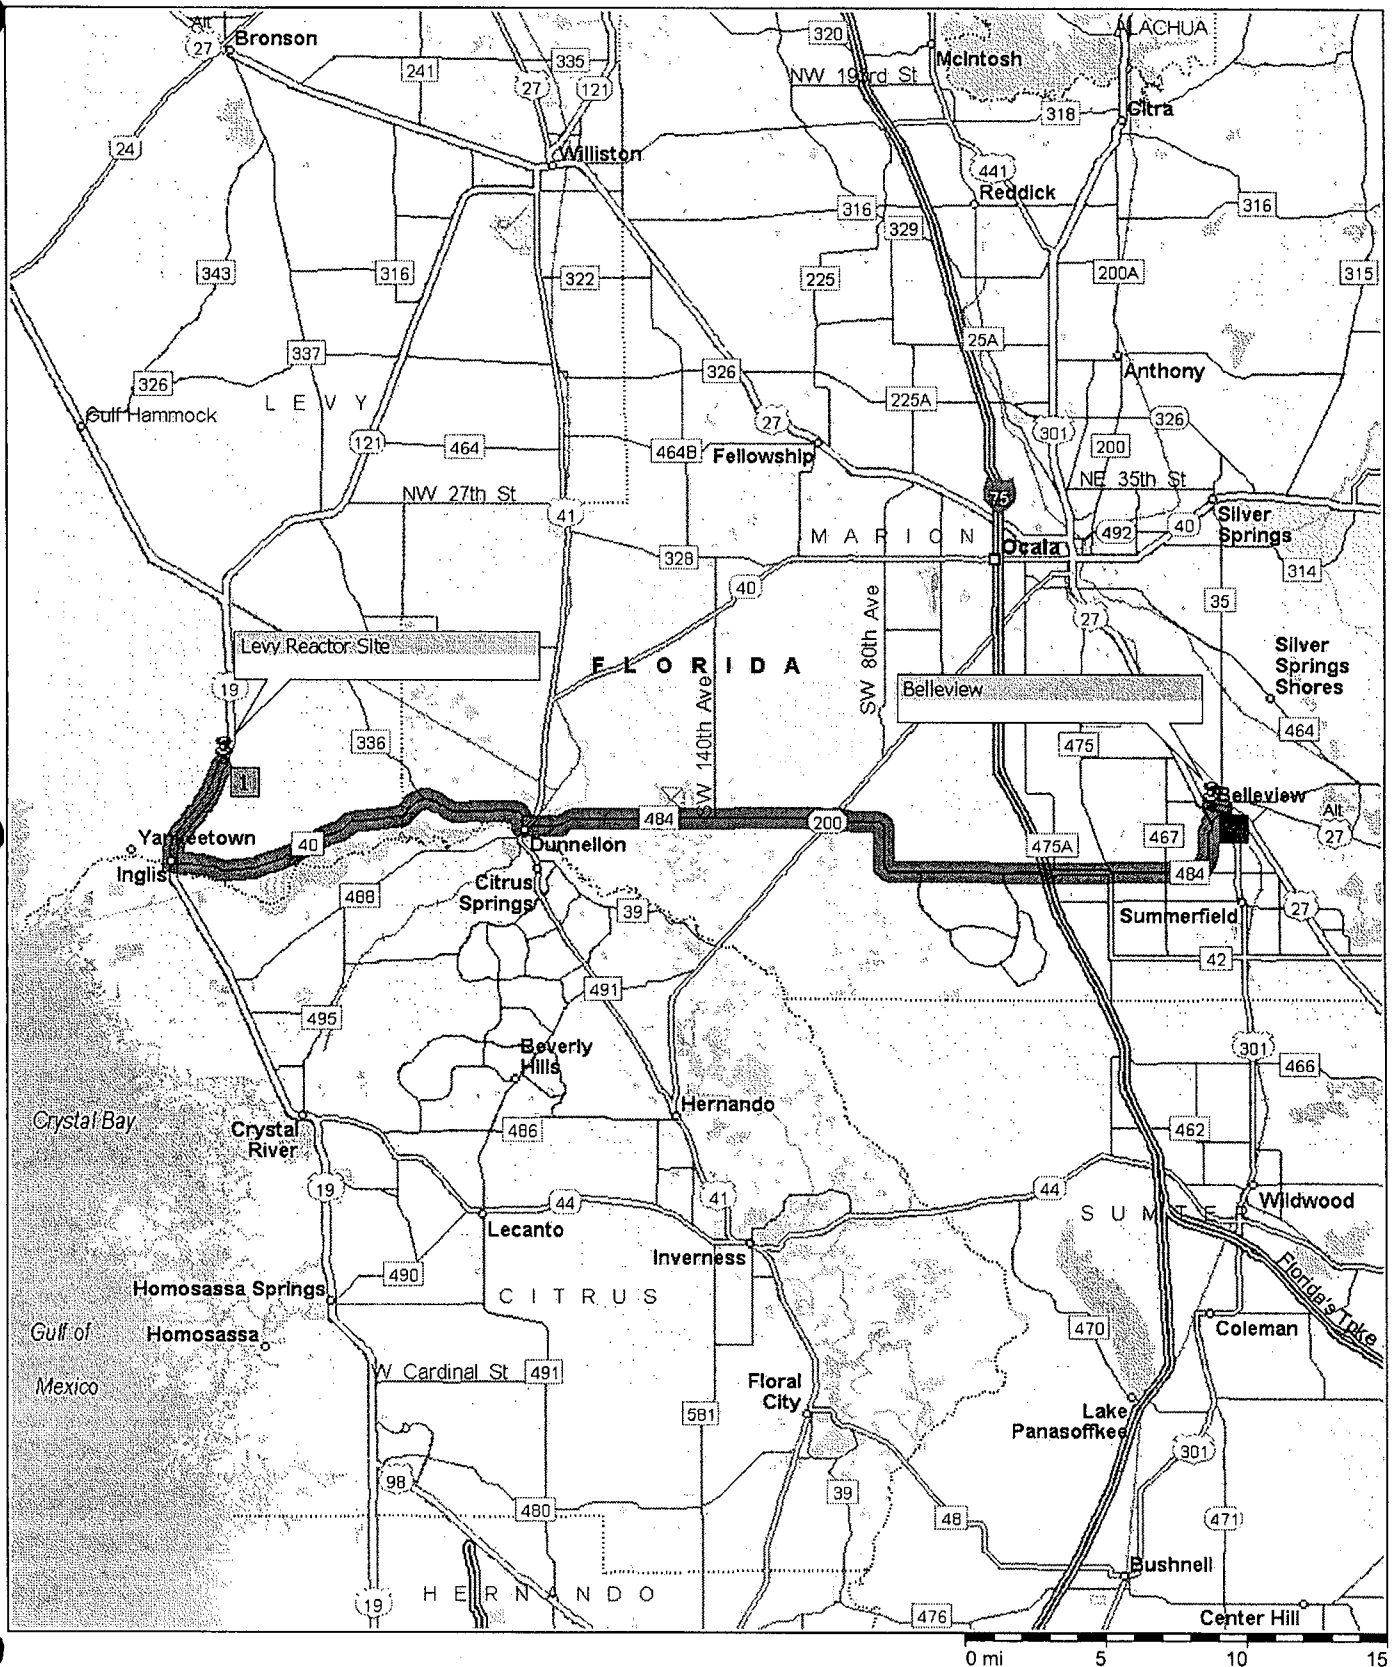 Alt
27
Bronson
241
335
27
121
320
ALACHUA
McIntosh
NW 193rd St
318
Citra
24
Williston
441
Reddick
316
329
316
343
316
322
225
200A
315
337
25A
326
326
Anthony
LEVY
225A
Gulf Hammock
27
301
326
121
464
464B
Fellowship
200
NW 27th St
75
NE 35th St
41
Silver
Springs
MARION
492
40
328
Ocala
314
40
35
SW 80th Ave
27
Levy Reactor Site
FLORIDA
Silver
Springs
Shores
19
Belleview
SW 140th Ave
464
336
475
1
Belleview
Alt
27
Yankeetown
40
484
200
467
Dunnellon
475A
Inglis
484
Citrus
Springs
488
39
Summerfield
27
42
491
495
Beverly
Hills
301
466
Hernando
Crystal Bay
Crystal
River
486
462
19
44
41
44
Wildwood
Lecanto
SUMTER
Inverness
490
Homosassa Springs
CITRUS
Florida's Tpke
Gulf of
Mexico
Homosassa
470
Coleman
W Cardinal St
491
Floral
City
581
Lake
Panasoffkee
301
98
39
480
48
471
Bushnell
HERNANDO
19
476
Center Hill
0 mi 5 10 15